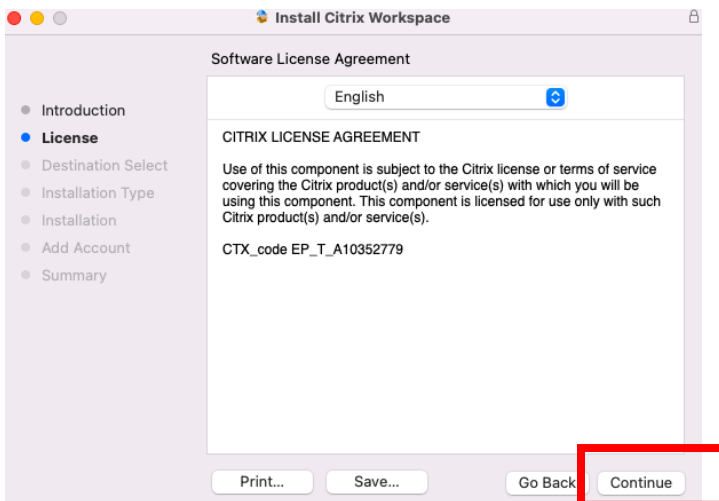 Install Citrix Workspace
Software License Agreement
English
Introduction
License
Destination Select
Installation Type
Installation
Add Account
Summary
CITRIX LICENSE AGREEMENT
Use of this component is subject to the Citrix license or terms of service
covering the Citrix product(s) and/or service(s) with which you will be
using this component. This component is licensed for use only with such
Citrix product(s) and/or service(s).
CTX_code EP_T_A10352779
Print...
Save...
Go Back
Continue